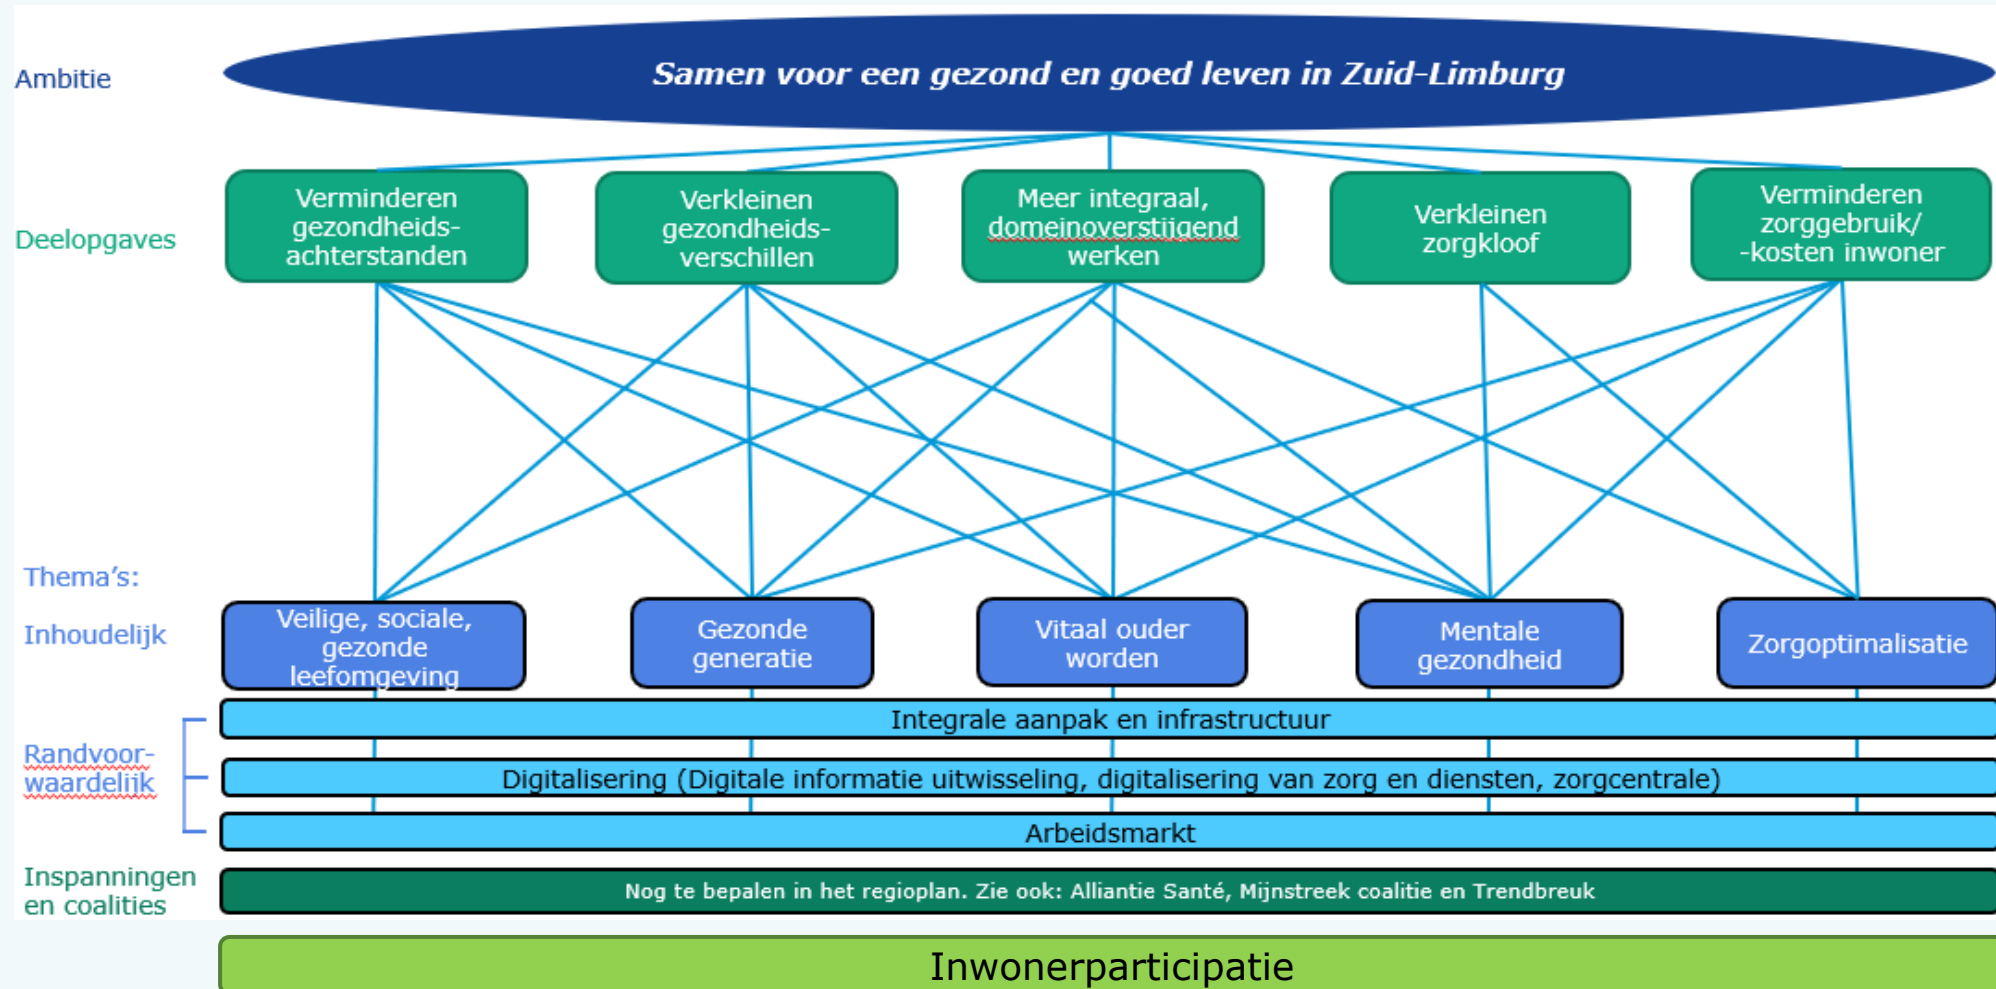 Ambitie
Samen voor een gezond en goed leven in Zuid-Limburg
Deelopgaves
Verminderen
gezondheids-
achterstanden
Verkleinen
gezondheids-
verschillen
Meer integraal,
domeinoverstijgend
werken
Verkleinen
zorgkloof
Verminderen
zorggebruik/
-kosten inwoner
Thema's:
Inhoudelijk
Veilige, sociale,
gezonde
leefomgeving
Gezonde
generatie
Vitaal ouder
worden
Mentale
gezondheid
Zorgoptimalisatie
Randvoor-
waardelijk
Integrale aanpak en infrastructuur
Digitalisering (Digitale informatie uitwisseling, digitalisering van zorg en diensten, zorgcentrale)
Arbeidsmarkt
Inspanningen
en coalities
Nog te bepalen in het regioplan. Zie ook: Alliantie Santé, Mijnstreek coalitie en Trendbreuk
Inwonerparticipatie